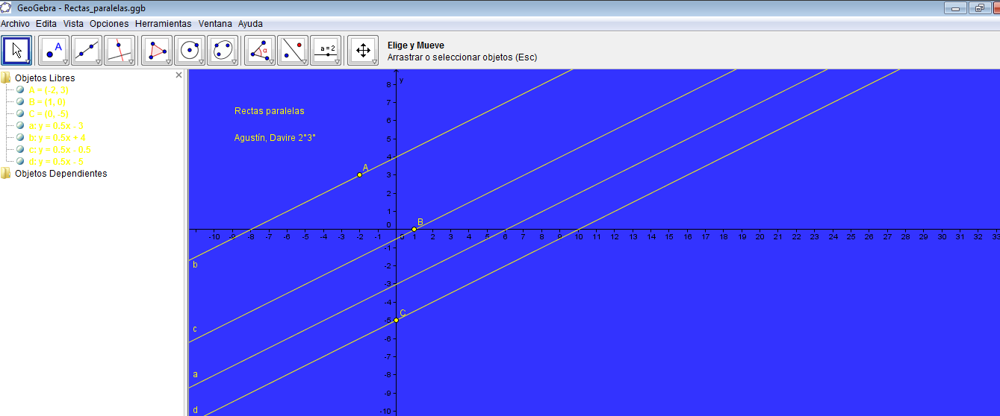 GeoGebra - Rectas_paralelas.ggb
Archivo Edita Vista Opciones Herramientas Ventana Ayuda
A
α
a = 2
Elige y Mueve
Arrastrar o seleccionar objetos (Esc)
Objetos Libres
A = (-2, 3)
B = (1, 0)
C = (0, -5)
a: y = 0.5x - 3
b: y = 0.5x + 4
c: y = 0.5x - 0.5
d: y = 0.5x - 5
Objetos Dependientes
Rectas paralelas
Agustín, Davire 2°3°
y
8
7
6
5
4
3
2
1
0
-1
-2
-3
-4
-5
-6
-7
-8
-9
-10
A
B
C
-10 -9 -8 -7 -6 -5 -4 -3 -2 -1 0 1 2 3 4 5 6 7 8 9 10 11 12 13 14 15 16 17 18 19 20 21 22 23 24 25 26 27 28 29 30 31 32 33
b
c
a
d